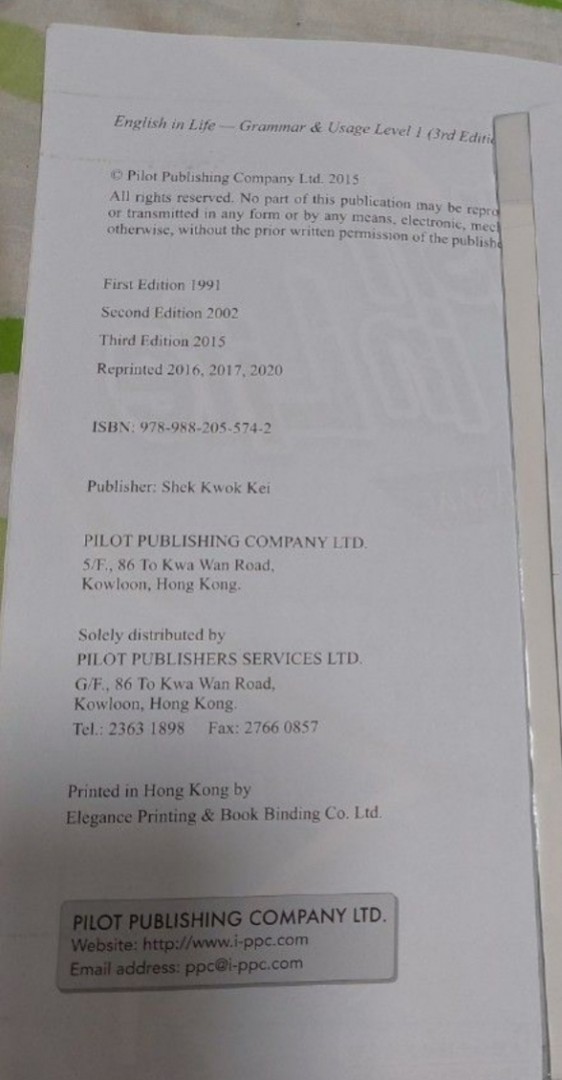 English in Life — Grammar & Usage Level 1 (3rd Editio
© Pilot Publishing Company Ltd. 2015
All rights reserved. No part of this publication may be repro
or transmitted in any form or by any means, electronic, mecl
otherwise, without the prior written permission of the publishe
First Edition 1991
Second Edition 2002
Third Edition 2015
Reprinted 2016, 2017, 2020
ISBN: 978-988-205-574-2
Publisher: Shek Kwok Kei
PILOT PUBLISHING COMPANY LTD.
5/F., 86 To Kwa Wan Road,
Kowloon, Hong Kong.
Solely distributed by
PILOT PUBLISHERS SERVICES LTD.
G/F., 86 To Kwa Wan Road,
Kowloon, Hong Kong.
Tel.: 2363 1898 Fax: 2766 0857
Printed in Hong Kong by
Elegance Printing & Book Binding Co. Ltd.
PILOT PUBLISHING COMPANY LTD.
Website: http://www.i-ppc.com
Email address: ppc@i-ppc.com